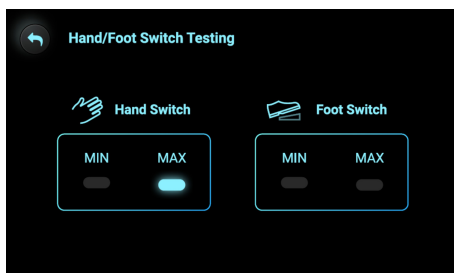 Hand/Foot Switch Testing
Hand Switch
Foot Switch
MIN MAX
MIN MAX